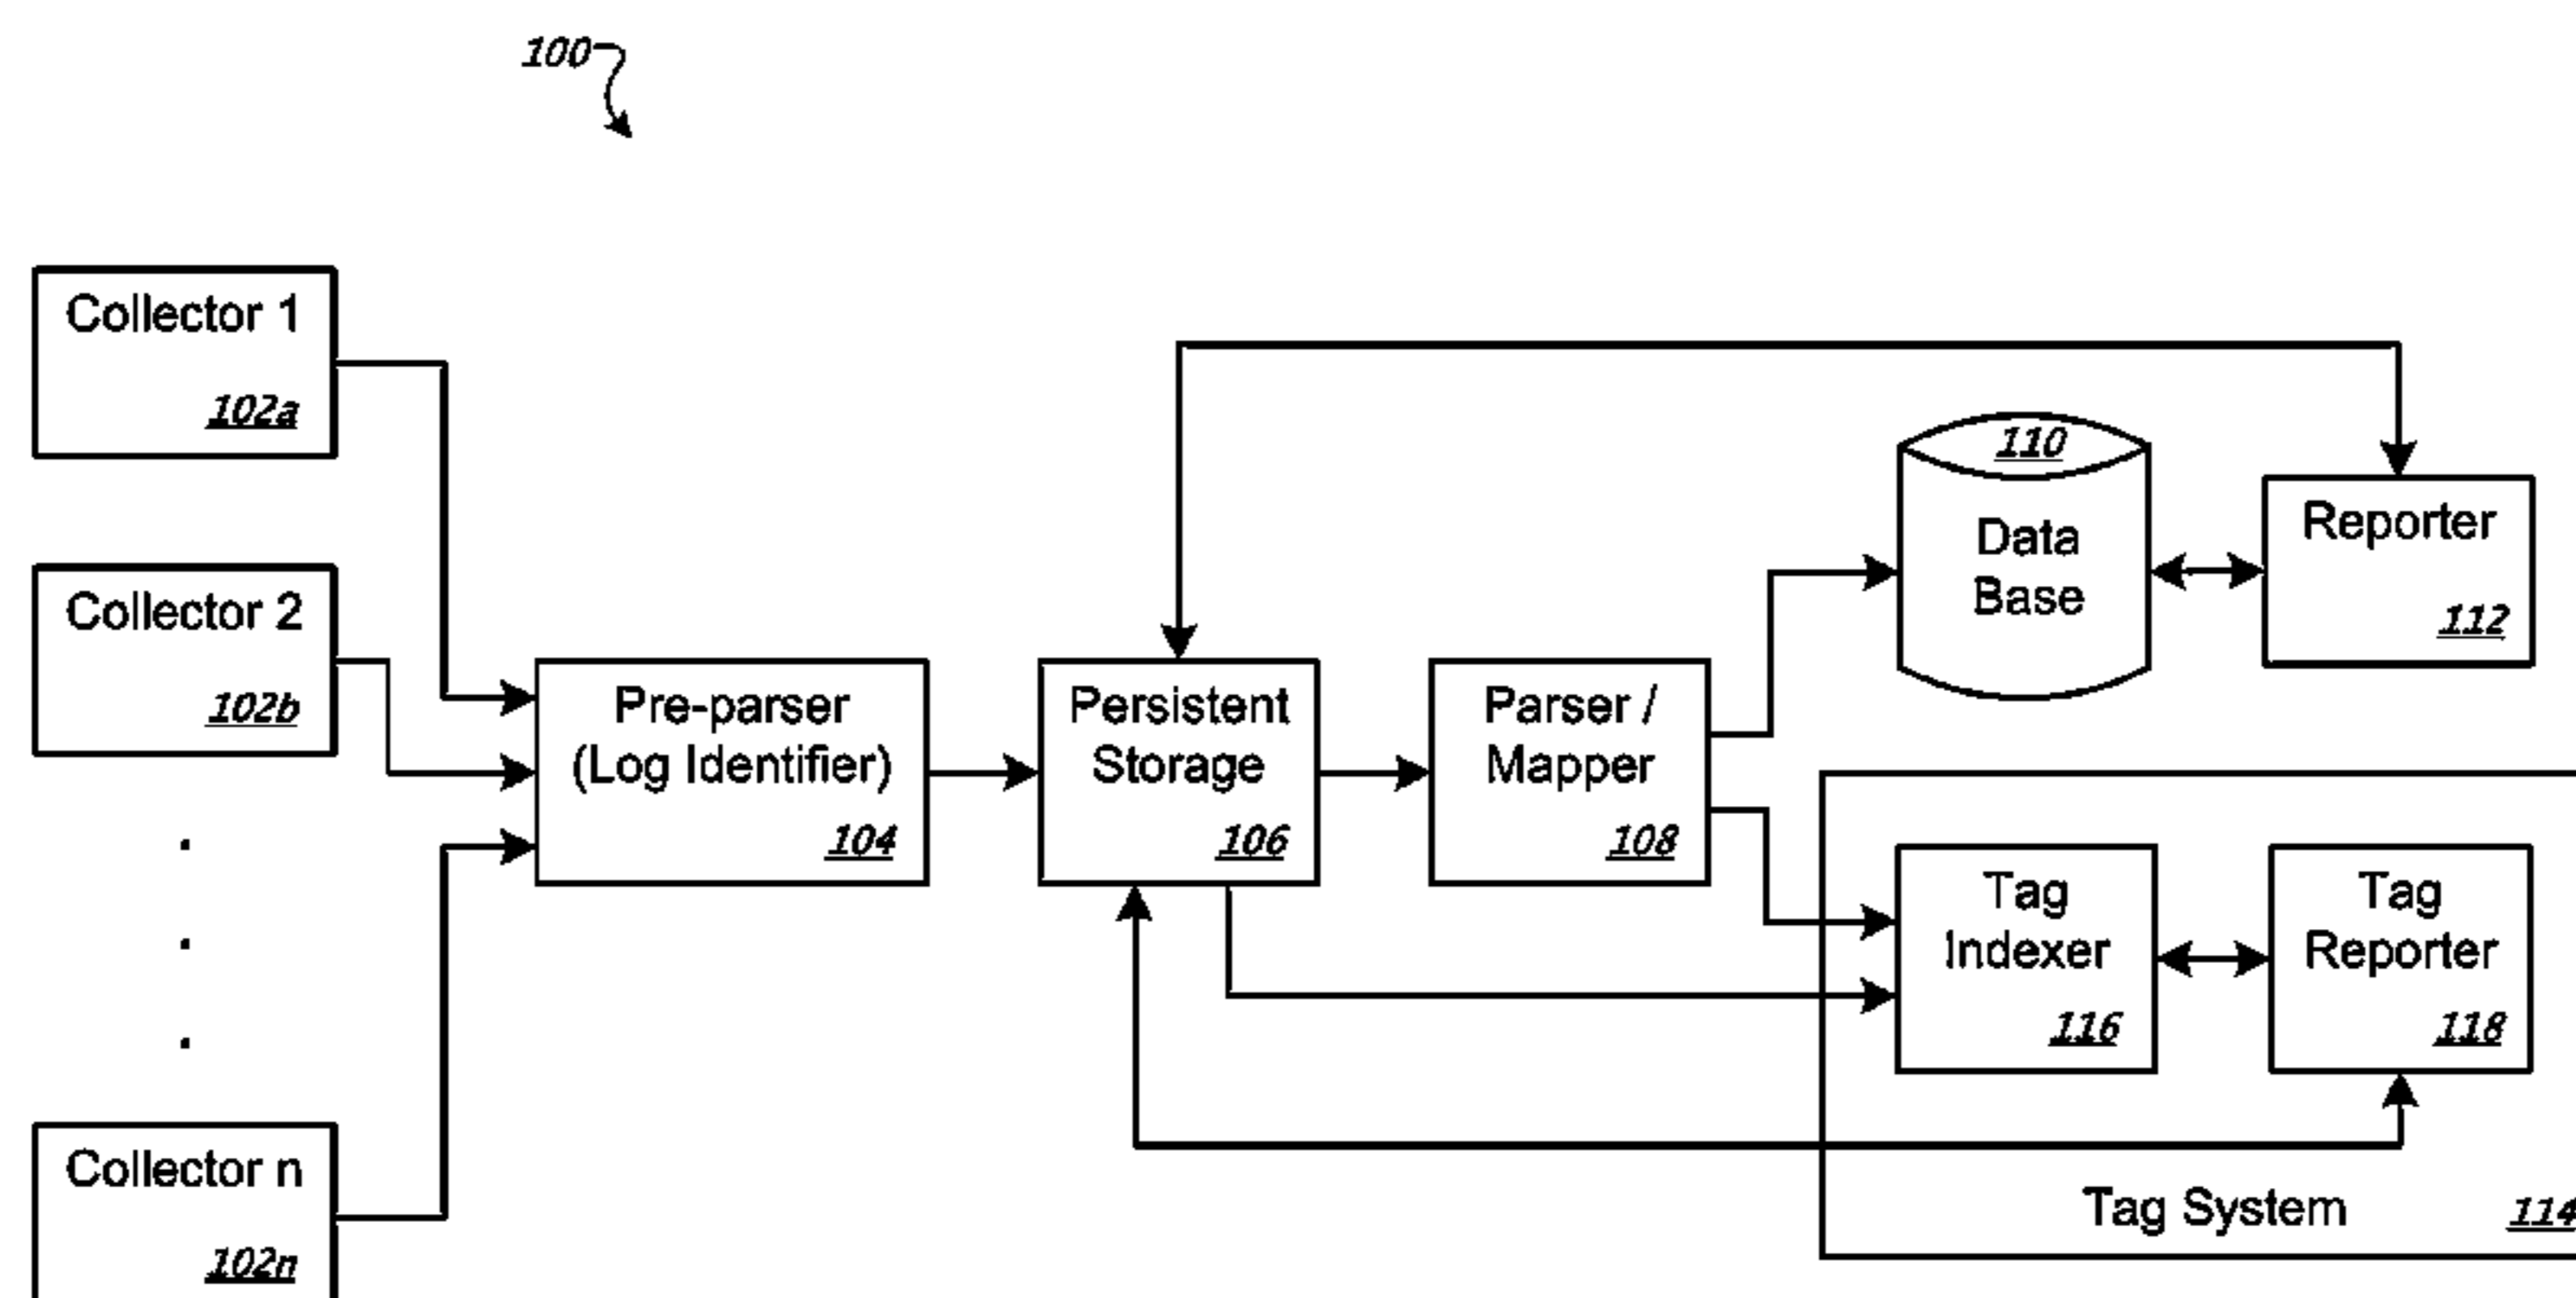 100
Collector 1
102a
Collector 2
102b
.
.
.
Collector n
102n
Pre-parser
(Log Identifier)
104
Persistent
Storage
106
Parser /
Mapper
108
110
Data
Base
Reporter
112
Tag
Indexer
116
Tag
Reporter
118
Tag System
114